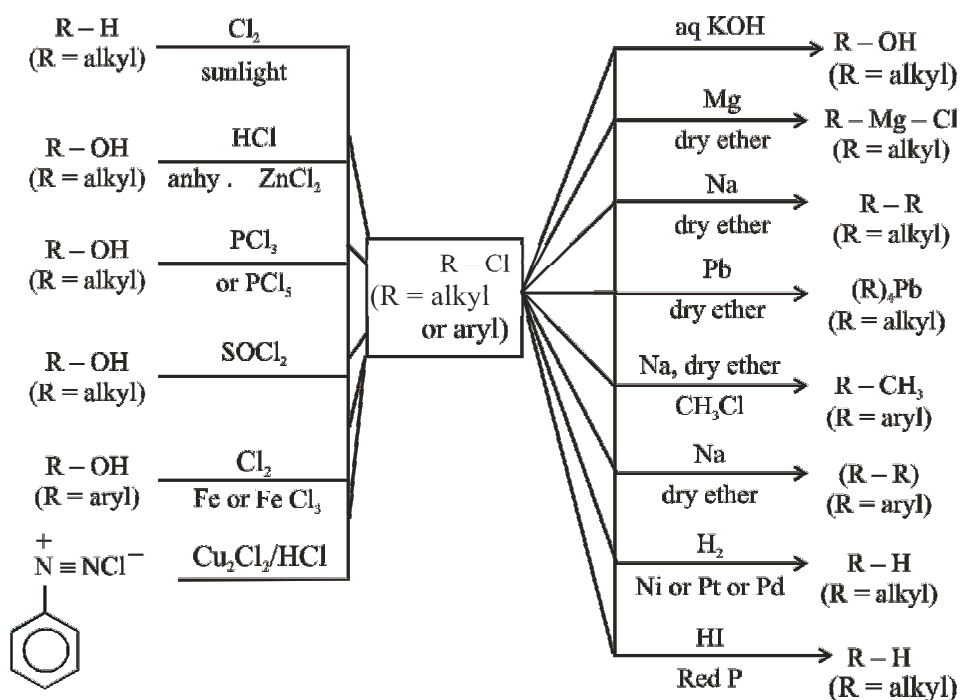 R – H
(R = alkyl)
Cl₂
sunlight
R – OH
(R = alkyl)
HCl
anhy . ZnCl₂
R – OH
(R = alkyl)
PCl₃
or PCl₅
R – OH
(R = alkyl)
SOCl₂
R – OH
(R = aryl)
Cl₂
Fe or Fe Cl₃
+
N ≡ NCl⁻
Cu₂Cl₂/HCl
R – Cl
(R = alkyl
or aryl)
aq KOH
R – OH
(R = alkyl)
Mg
dry ether
R – Mg – Cl
(R = alkyl)
Na
dry ether
R – R
(R = alkyl)
Pb
dry ether
(R)₄Pb
(R = alkyl)
Na, dry ether
CH₃Cl
R – CH₃
(R = aryl)
Na
dry ether
(R – R)
(R = aryl)
H₂
Ni or Pt or Pd
R – H
(R = alkyl)
HI
Red P
R – H
(R = alkyl)